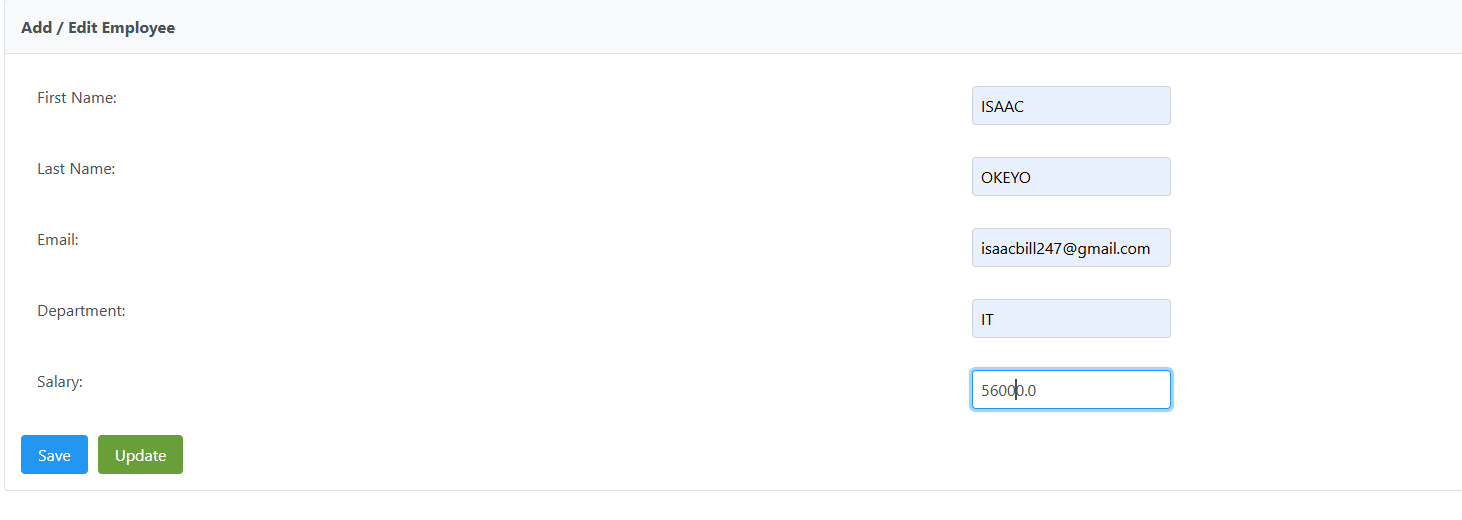 Add / Edit Employee
First Name: ISAAC
Last Name: OKEYO
Email: isaacbill247@gmail.com
Department: IT
Salary: 56000.0
Save Update